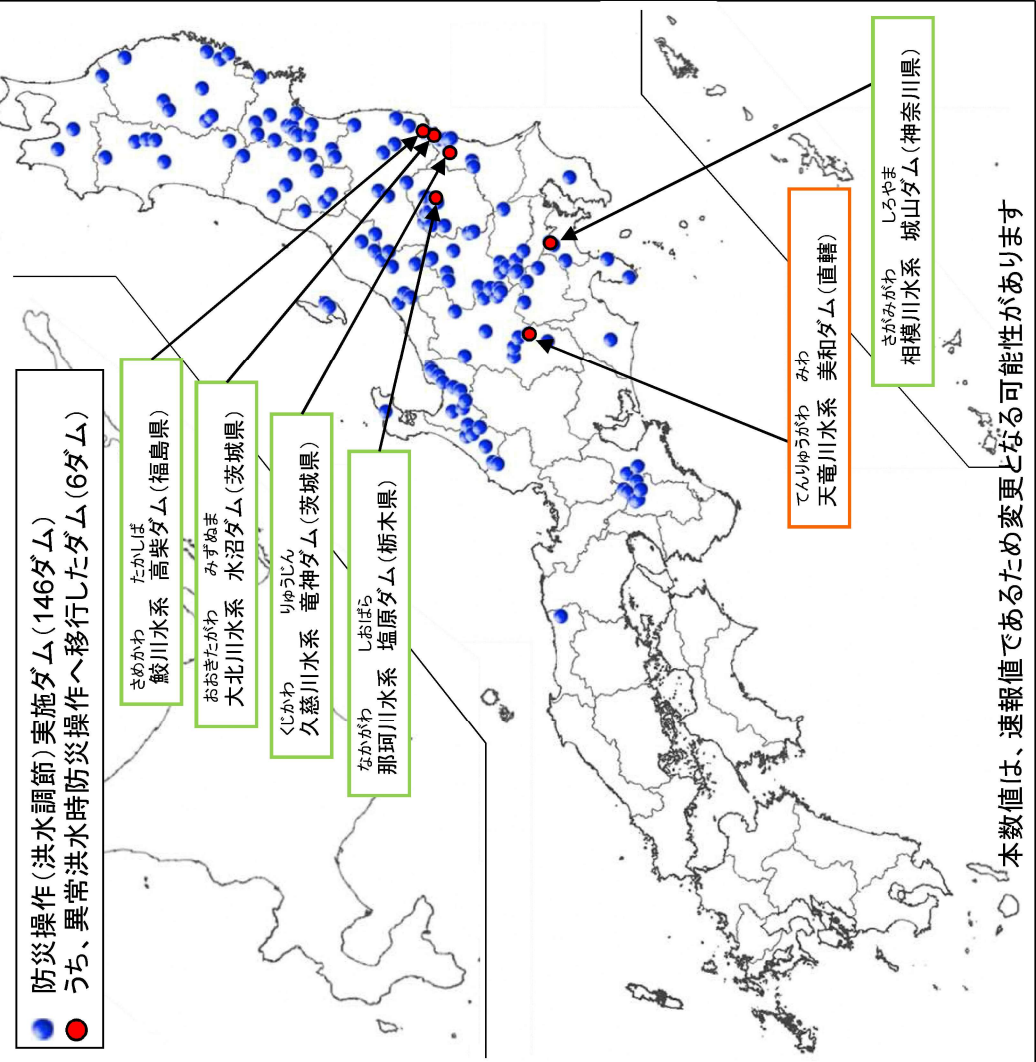 防災操作(洪水調節)実施ダム(146ダム)
うち、異常洪水時防災操作へ移行したダム(6ダム)
さめかわ たかしば
鮫川水系 高柴ダム(福島県)
おおきたがわ みずぬま
大北川水系 水沼ダム(茨城県)
くじかわ りゅうじん
久慈川水系 竜神ダム(茨城県)
なかがわ しおばら
那珂川水系 塩原ダム(栃木県)
てんりゅうがわ みわ
天竜川水系 美和ダム(直轄)
さがみがわ しろやま
相模川水系 城山ダム(神奈川県)
本数値は、速報値であるため変更となる可能性があります